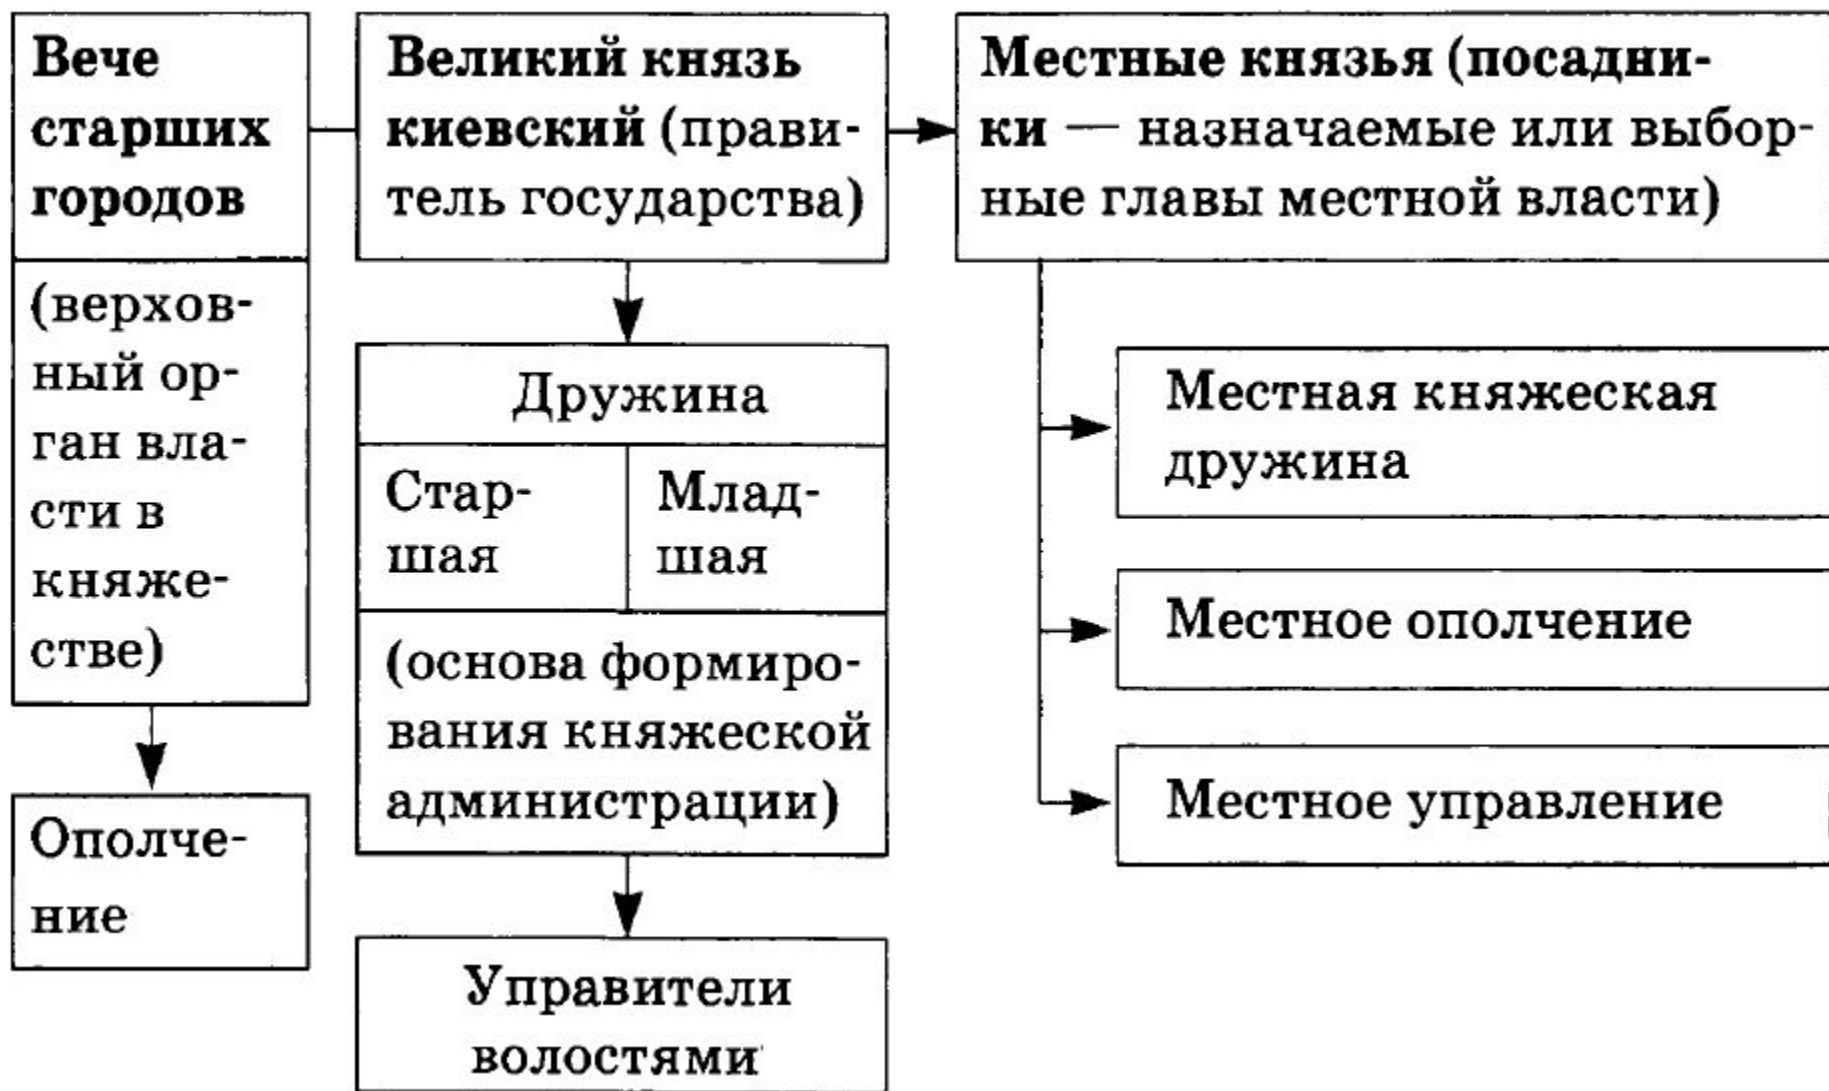 Вече
старших
городов
(верхов-
ный ор-
ган вла-
сти в
княже-
стве)
Ополче-
ние
Великий князь
киевский (прави-
тель государства)
Дружина
Стар-
шая
Млад-
шая
(основа формиро-
вания княжеской
администрации)
Управители
волостями
Местные князья (посадни-
ки — назначаемые или выбор-
ные главы местной власти)
Местная княжеская
дружина
Местное ополчение
Местное управление